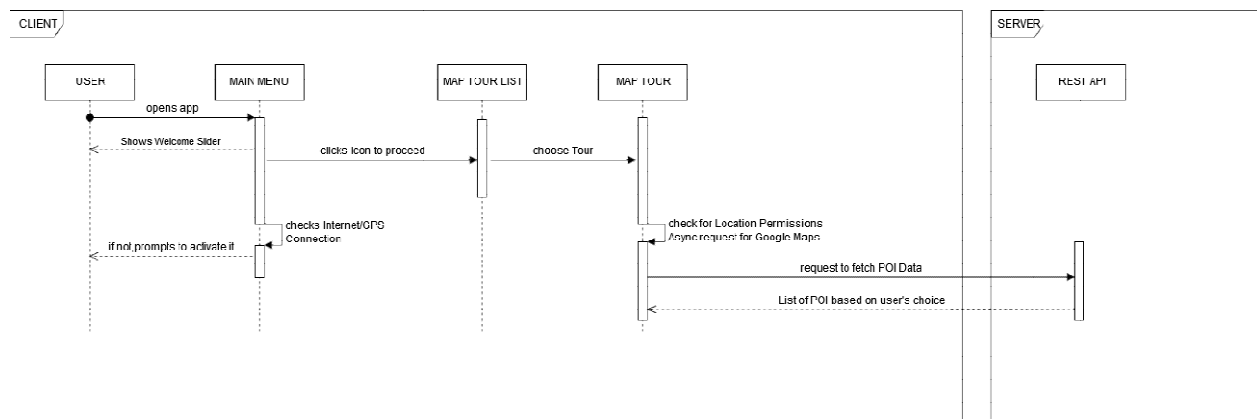 CLIENT
SERVER
USER
MAIN MENU
MAP TOUR LIST
MAP TOUR
REST API
opens app
Shows Welcome Slider
clicks Icon to proceed
choose Tour
checks Internet/GPS
Connection
check for Location Permissions
Async request for Google Maps
if not,prompts to activate it
request to fetch POI Data
List of POI based on user's choice